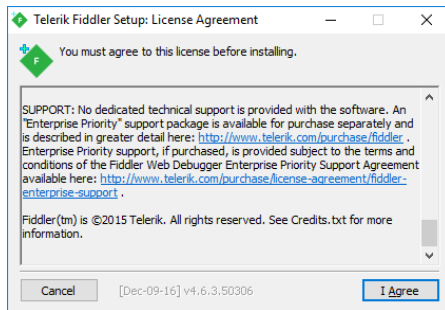 Telerik Fiddler Setup: License Agreement
You must agree to this license before installing.
SUPPORT: No dedicated technical support is provided with the software. An
"Enterprise Priority" support package is available for purchase separately and
is described in greater detail here: http://www.telerik.com/purchase/fiddler .
Enterprise Priority support, if purchased, is provided subject to the terms and
conditions of the Fiddler Web Debugger Enterprise Priority Support Agreement
available here: http://www.telerik.com/purchase/license-agreement/fiddler-
enterprise-support .
Fiddler(tm) is ©2015 Telerik. All rights reserved. See Credits.txt for more
information.
Cancel [Dec-09-16] v4.6.3.50306 I Agree